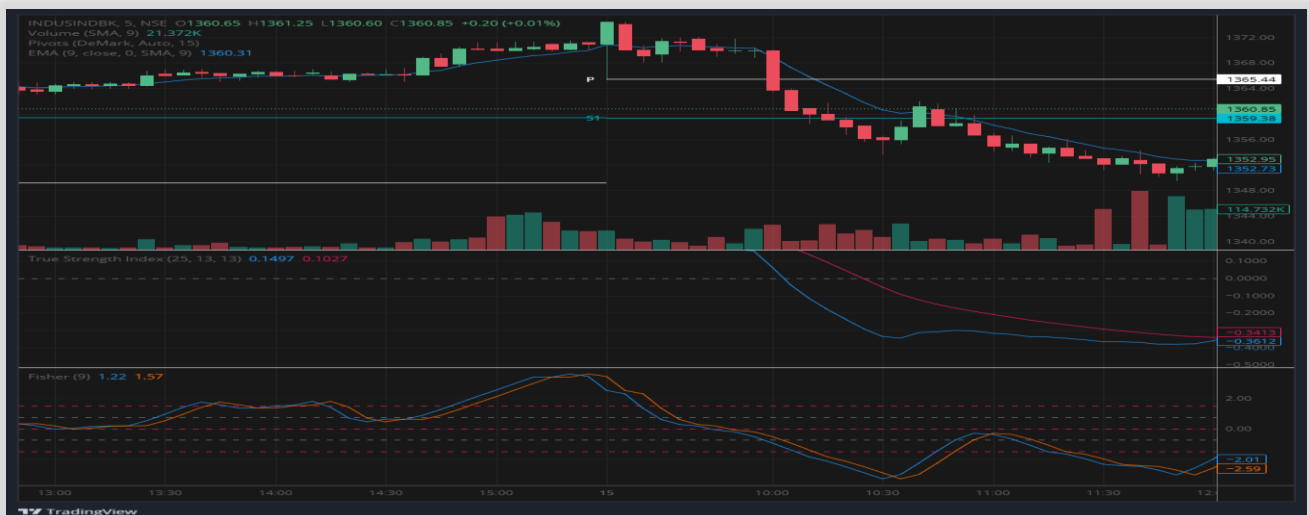 INDUSINDBK, 5, NSE O1360.65 H1361.25 L1360.60 C1360.85 +0.20 (+0.01%)
Volume (SMA, 9) 21.372K
Pivots (DeMark, Auto, 15)
EMA (9, close, 0, SMA, 9) 1360.31
1372.00
1368.00
P
1365.44
1364.00
1360.85
S1
1359.38
1356.00
1352.95
1352.73
1348.00
114.732K
1344.00
1340.00
True Strength Index (25, 13, 13) 0.1497 0.1027
0.1000
0.0000
−0.1000
−0.2000
−0.3413
−0.3612
−0.4000
−0.5000
Fisher (9) 1.22 1.57
2.00
0.00
−2.01
−2.59
13:00 13:30 14:00 14:30 15:00 15 10:00 10:30 11:00 11:30 12:
TradingView